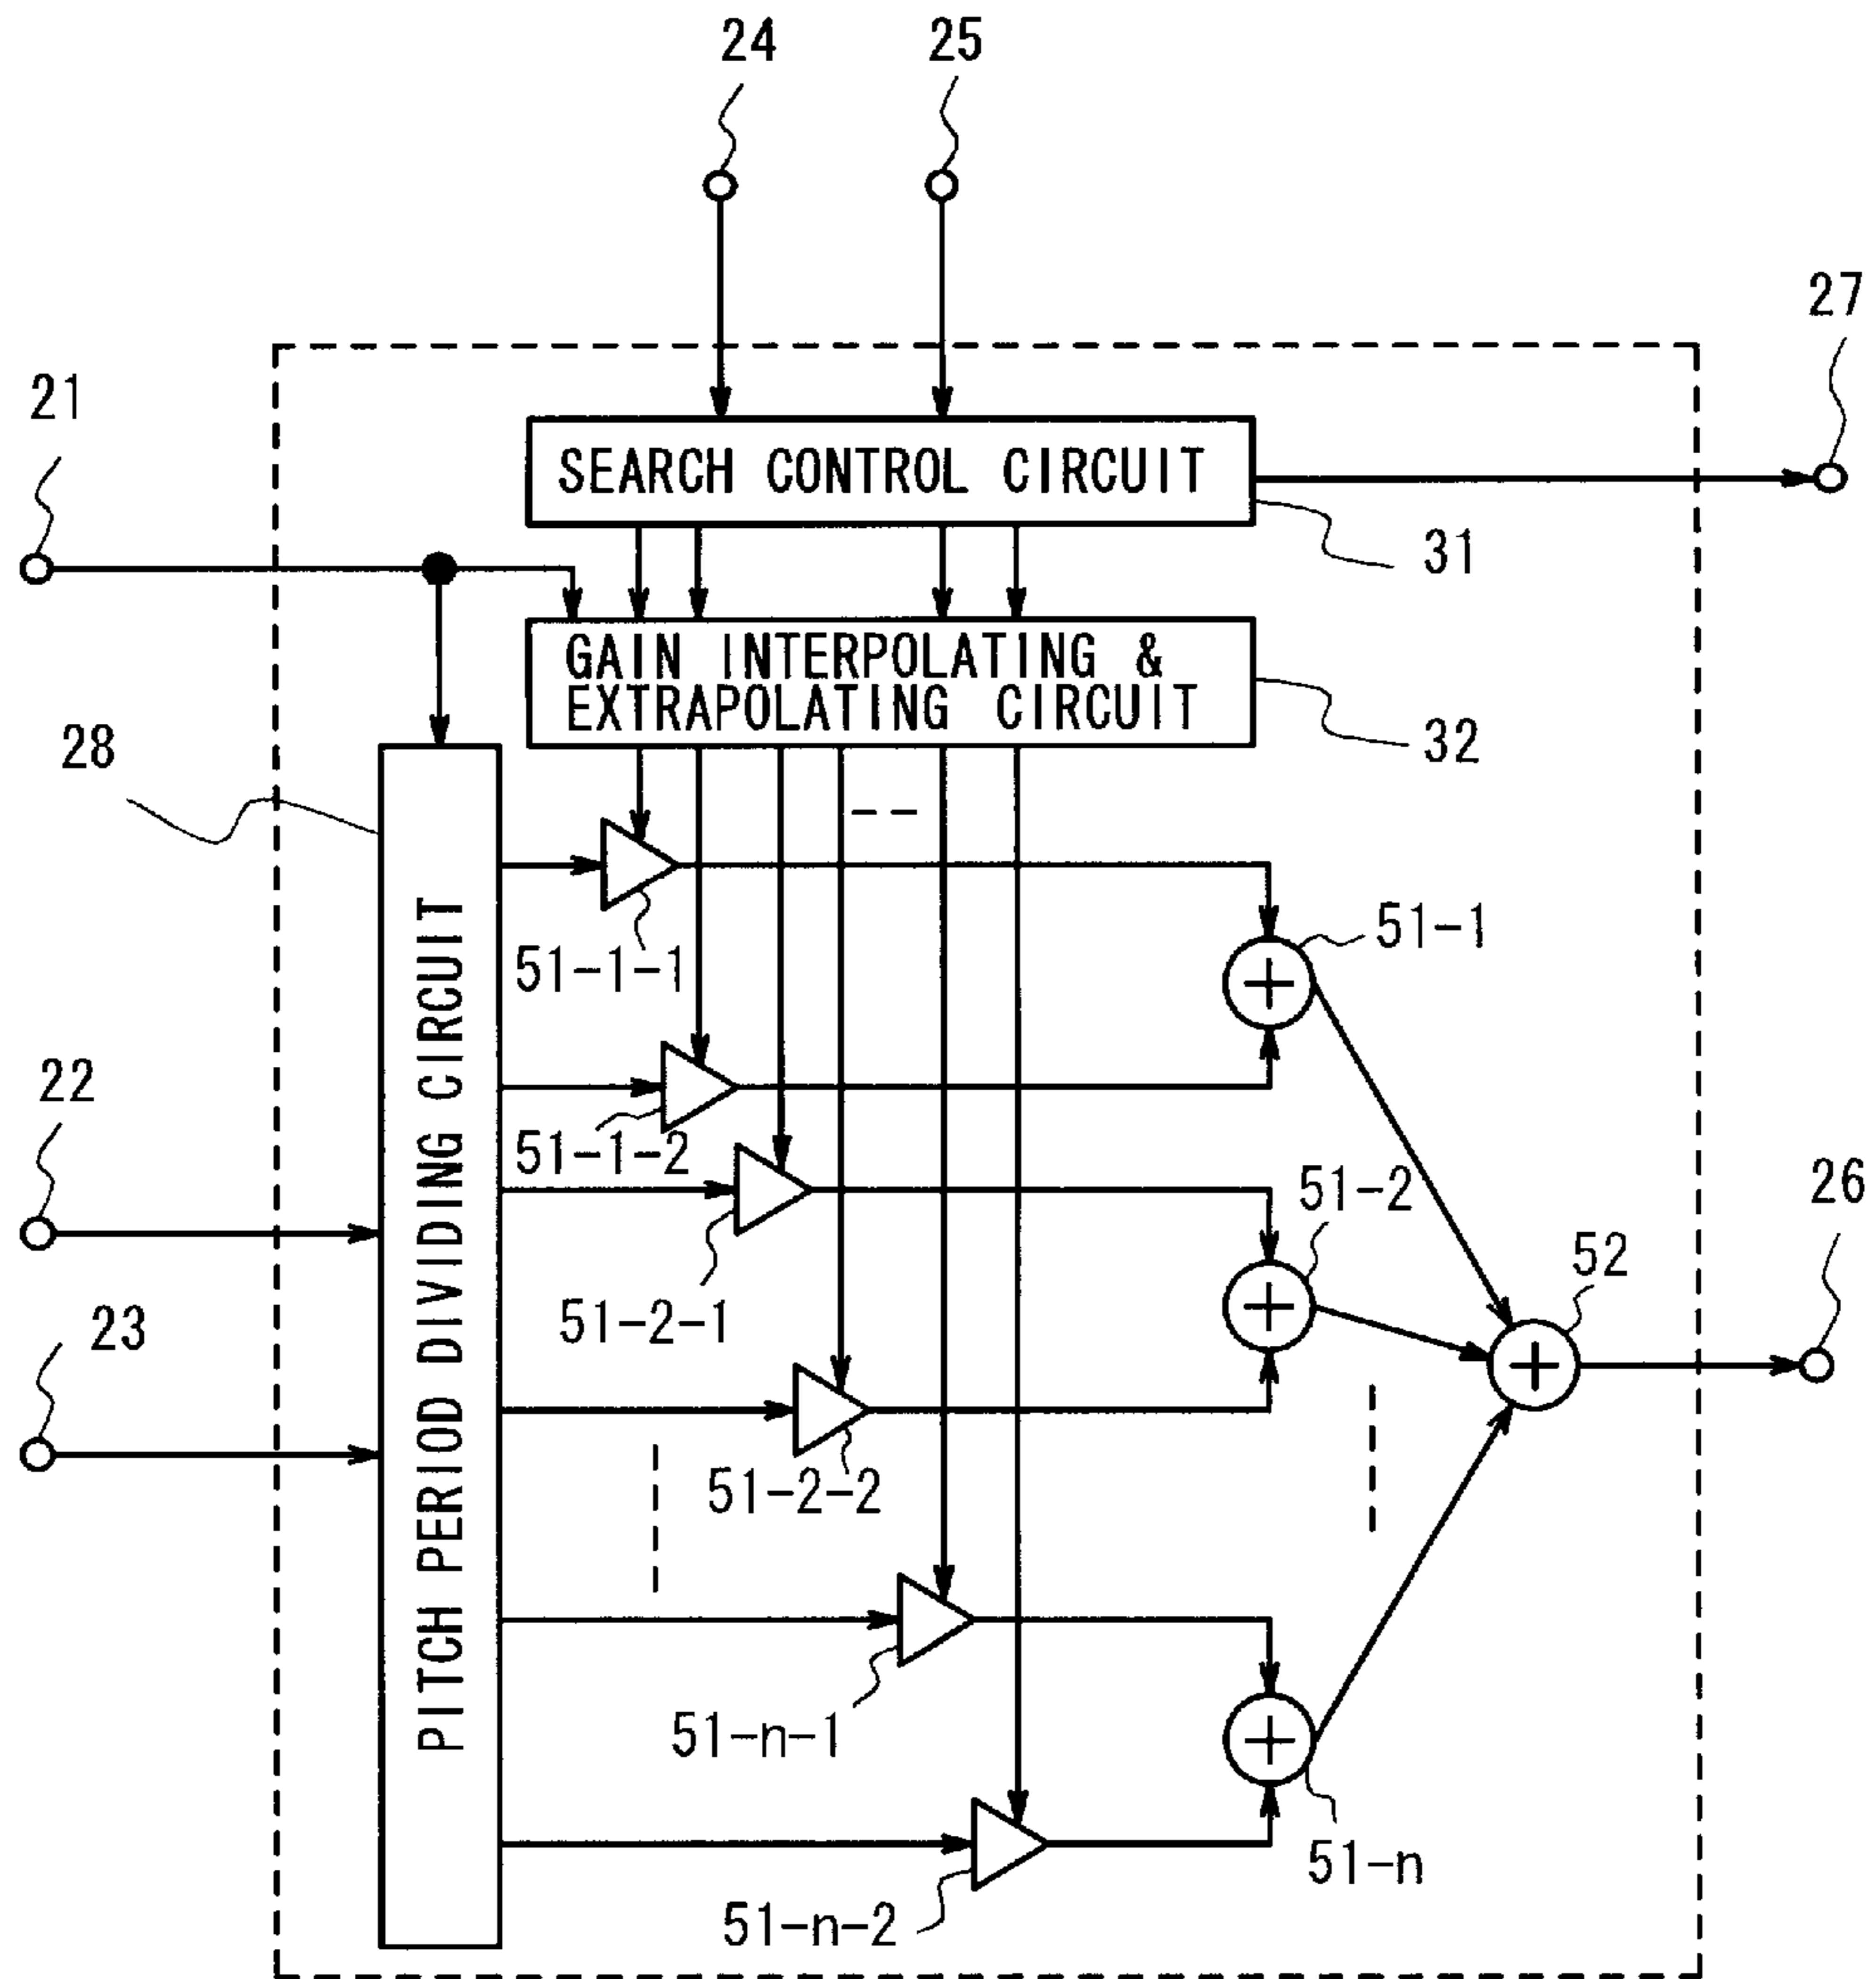 24
25
27
21
SEARCH CONTROL CIRCUIT
31
GAIN INTERPOLATING &
EXTRAPOLATING CIRCUIT
32
28
PITCH PERIOD DIVIDING CIRCUIT
51-1-1
51-1
22
51-1-2
51-2
26
52
23
51-2-1
51-2-2
51-n-1
51-n
51-n-2